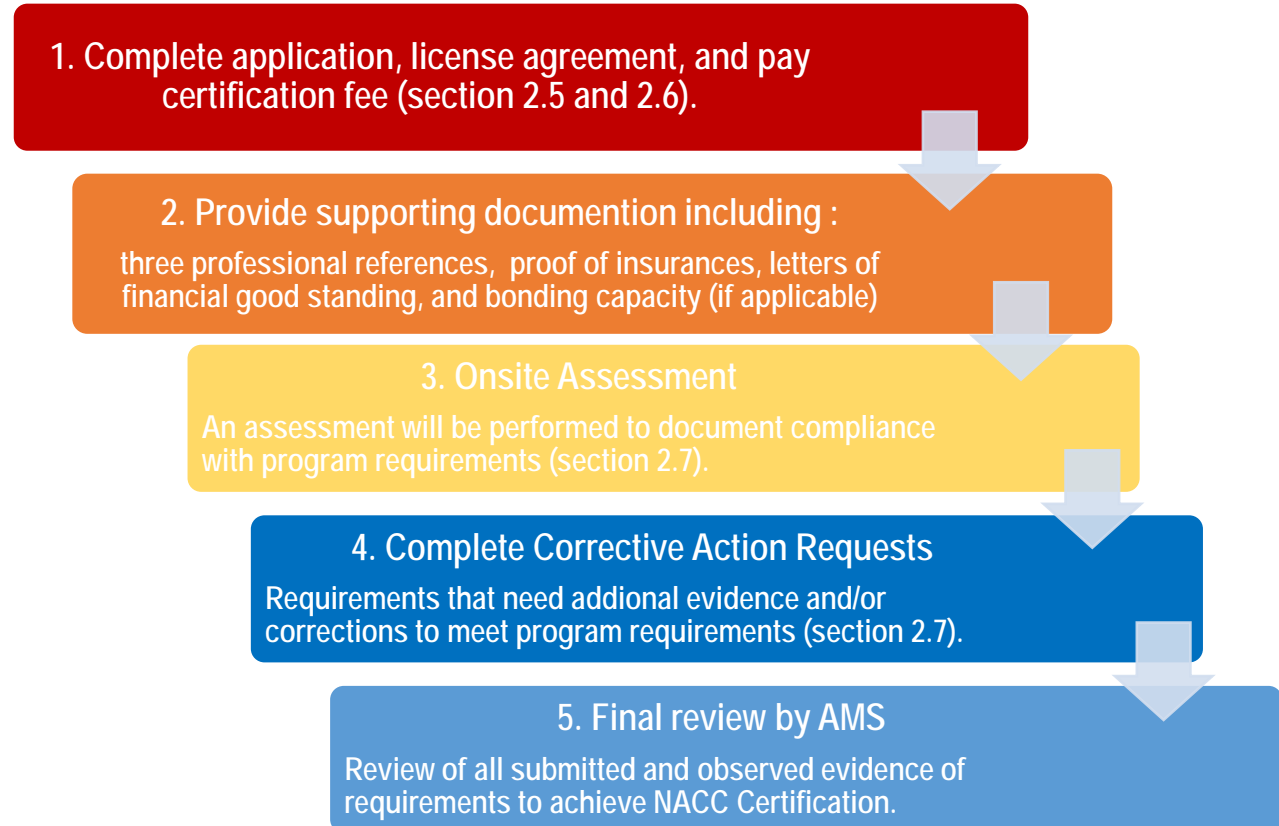 1. Complete application, license agreement, and pay
certification fee (section 2.5 and 2.6).
2. Provide supporting documention including :
three professional references, proof of insurances, letters of
financial good standing, and bonding capacity (if applicable)
3. Onsite Assessment
An assessment will be performed to document compliance
with program requirements (section 2.7).
4. Complete Corrective Action Requests
Requirements that need addional evidence and/or
corrections to meet program requirements (section 2.7).
5. Final review by AMS
Review of all submitted and observed evidence of
requirements to achieve NACC Certification.